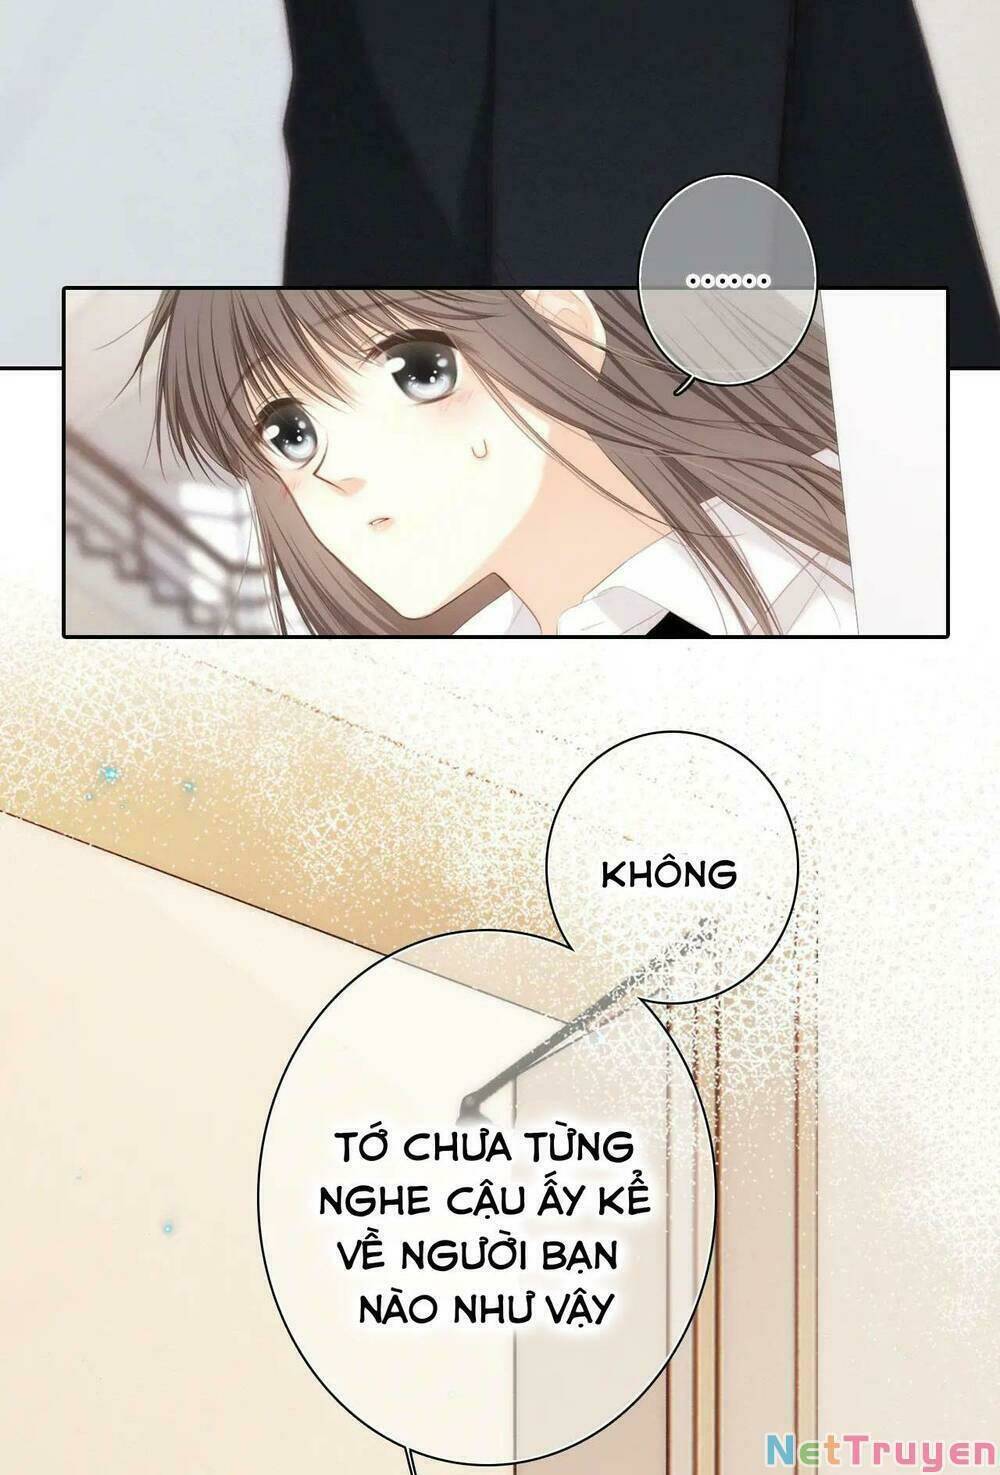 ∘∘∘∘∘∘
KHÔNG
TỚ CHƯA TỪNG
NGHE CẬU ẤY KỂ
VỀ NGƯỜI BẠN
NÀO NHƯ VẬY
NETTRUYEN